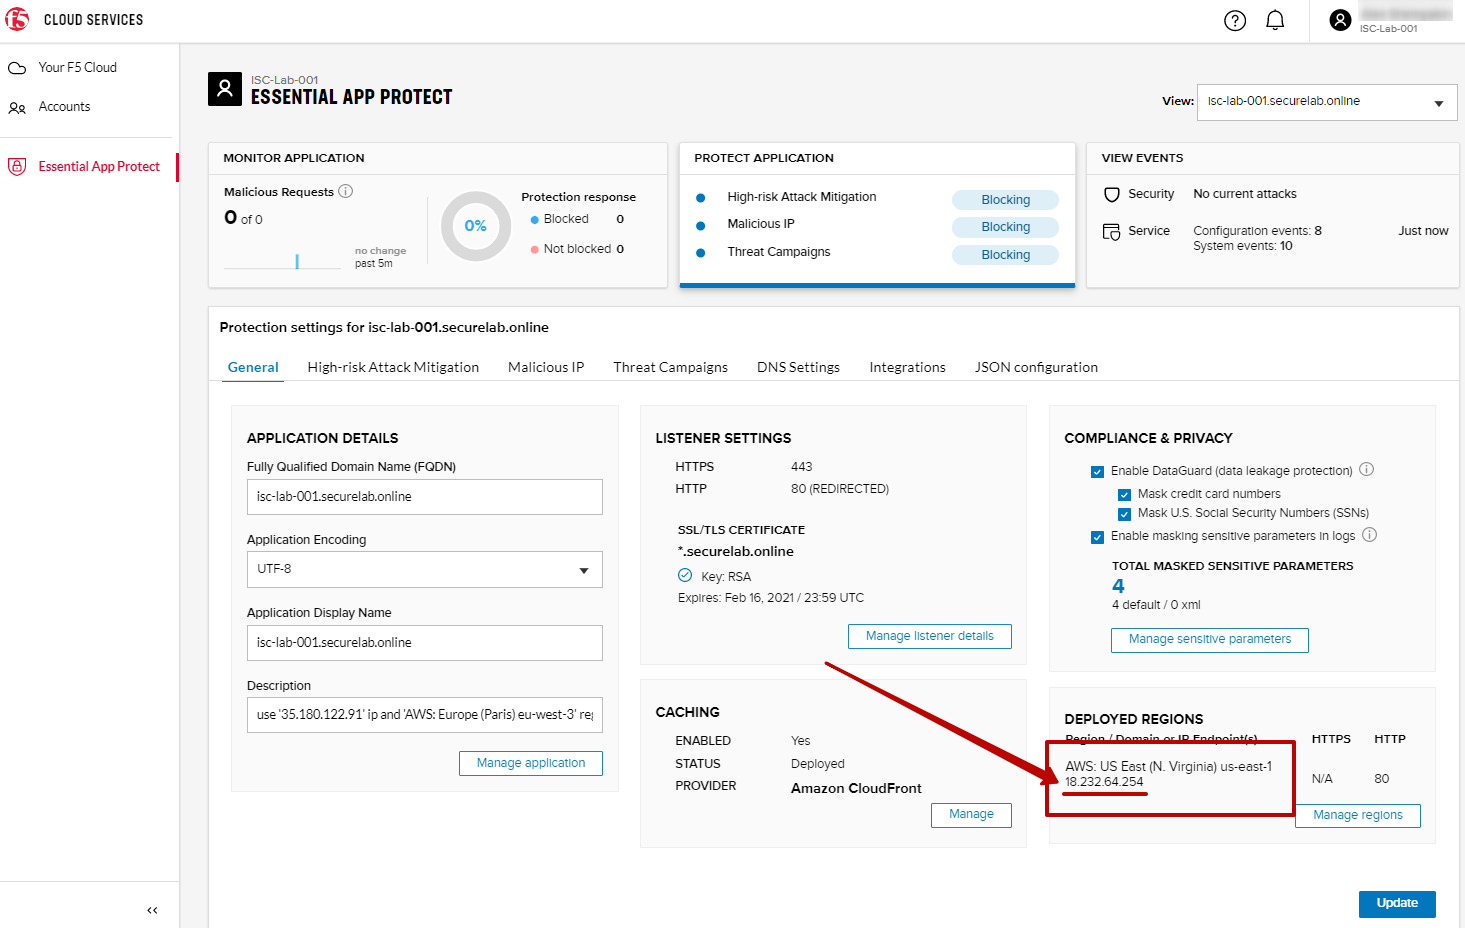 f5 CLOUD SERVICES
ISC-Lab-001
Your F5 Cloud
Accounts
Essential App Protect
ISC-Lab-001
ESSENTIAL APP PROTECT
View: isc-lab-001.securelab.online
MONITOR APPLICATION
Malicious Requests
0 of 0
no change
past 5m
0%
Protection response
Blocked 0
Not blocked 0
PROTECT APPLICATION
High-risk Attack Mitigation Blocking
Malicious IP Blocking
Threat Campaigns Blocking
VIEW EVENTS
Security No current attacks
Service Configuration events: 8 Just now
System events: 10
Protection settings for isc-lab-001.securelab.online
General High-risk Attack Mitigation Malicious IP Threat Campaigns DNS Settings Integrations JSON configuration
APPLICATION DETAILS
Fully Qualified Domain Name (FQDN)
isc-lab-001.securelab.online
Application Encoding
UTF-8
Application Display Name
isc-lab-001.securelab.online
Description
use '35.180.122.91' ip and 'AWS: Europe (Paris) eu-west-3' re
Manage application
LISTENER SETTINGS
HTTPS 443
HTTP 80 (REDIRECTED)
SSL/TLS CERTIFICATE
*.securelab.online
Key: RSA
Expires: Feb 16, 2021 / 23:59 UTC
Manage listener details
CACHING
ENABLED Yes
STATUS Deployed
PROVIDER Amazon CloudFront
Manage
COMPLIANCE & PRIVACY
Enable DataGuard (data leakage protection)
Mask credit card numbers
Mask U.S. Social Security Numbers (SSNs)
Enable masking sensitive parameters in logs
TOTAL MASKED SENSITIVE PARAMETERS
4
4 default / 0 xml
Manage sensitive parameters
DEPLOYED REGIONS
Region / Domain or IP Endpoint(s) HTTPS HTTP
AWS: US East (N. Virginia) us-east-1
18.232.64.254 N/A 80
Manage regions
Update